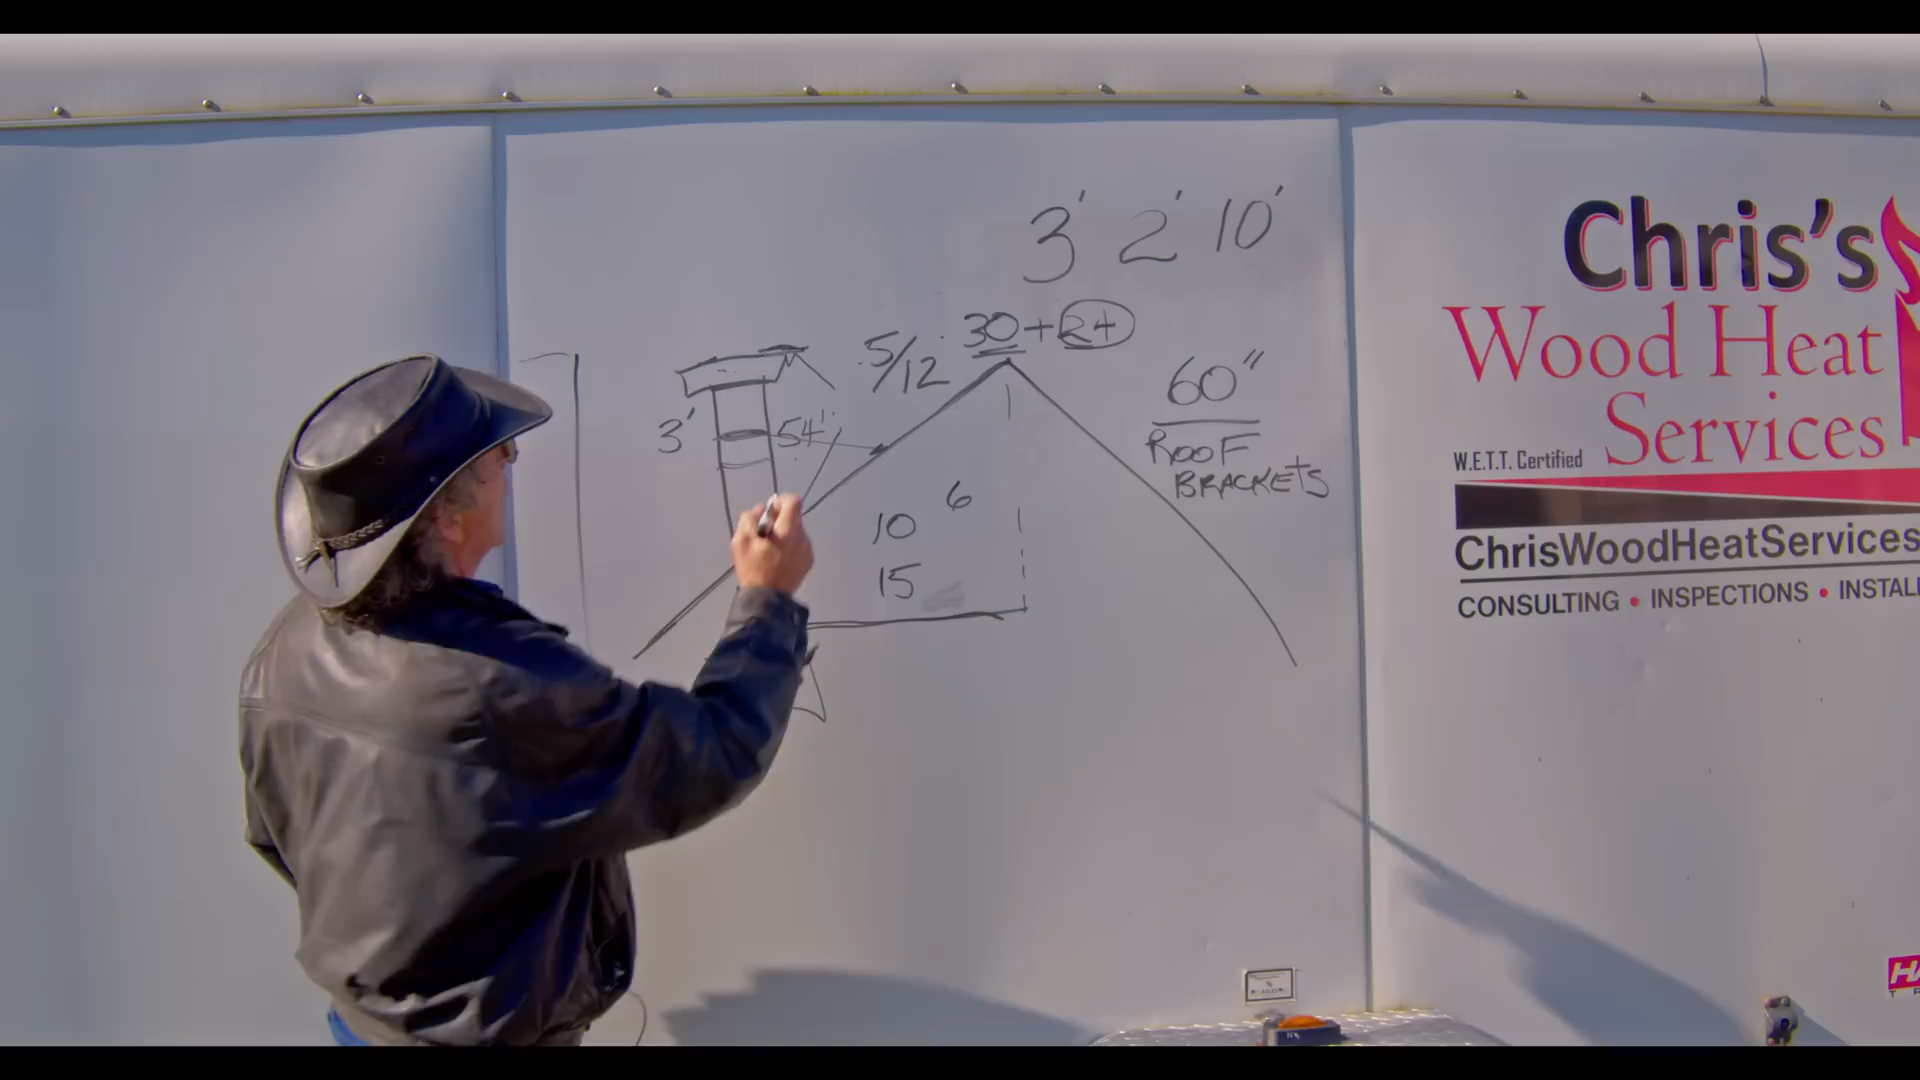 3' 2' 10'
5/12 30+24
3' 54"
60"
ROOF
BRACKETS
10 6
15
Chris's
Wood Heat
Services
W.E.T.T. Certified
ChrisWoodHeatServices
CONSULTING • INSPECTIONS • INSTALL